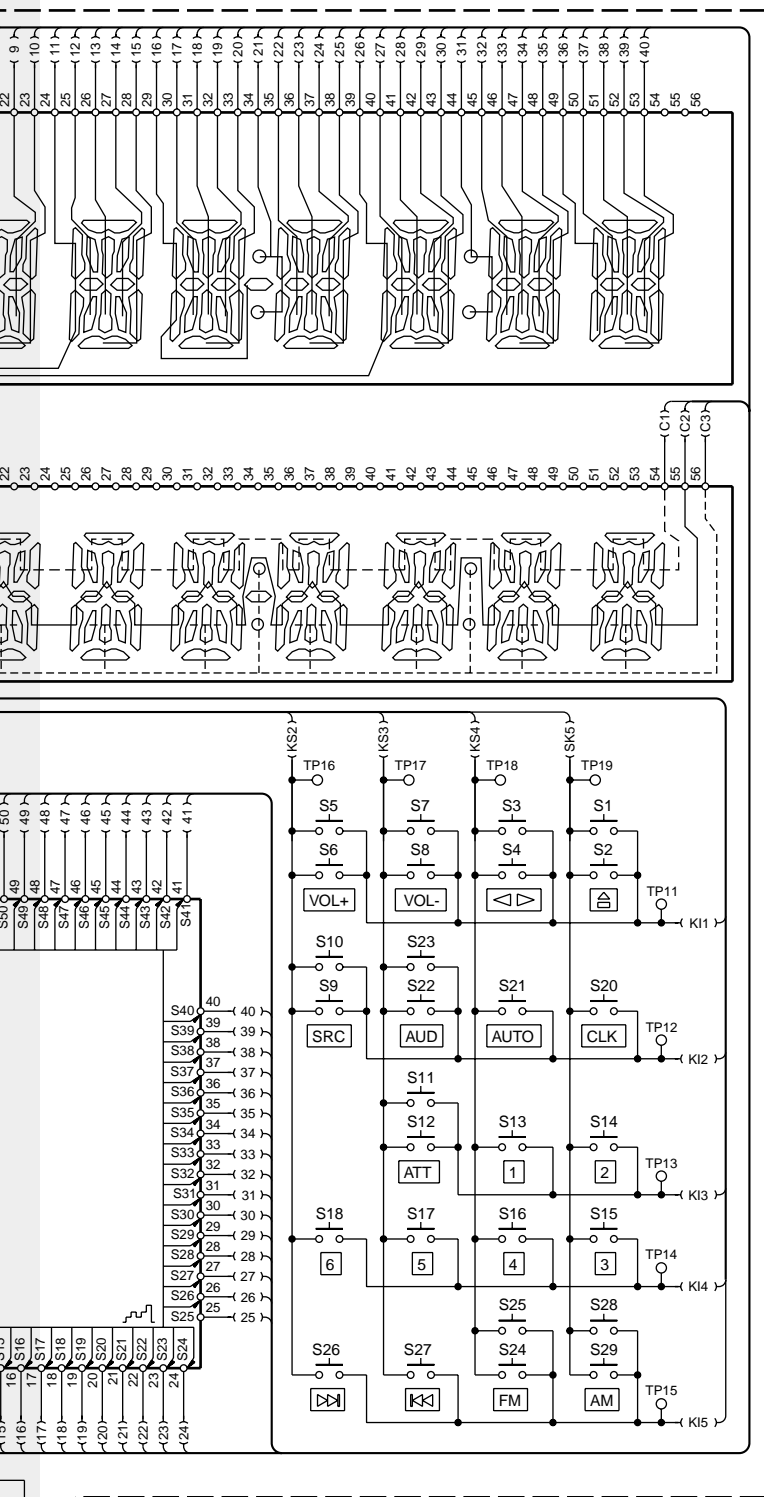 9 (10) (11) (12) (13) (14) (15) (16) (17) (18) (19) (20) (21) (22) (23) (24) (25) (26) (27) (28) (29) (30) (31) (32) (33) (34) (35) (36) (37) (38) (39) (40)
22 23 24 25 26 27 28 29 30 31 32 33 34 35 36 37 38 39 40 41 42 43 44 45 46 47 48 49 50 51 52 53 54 55 56
(C1) (C2) (C3)
22 23 24 25 26 27 28 29 30 31 32 33 34 35 36 37 38 39 40 41 42 43 44 45 46 47 48 49 50 51 52 53 54 55 56
(KS2) (KS3) (KS4) (SK5)
TP16 TP17 TP18 TP19
S5 S7 S3 S1
50 (49) (48) (47) (46) (45) (44) (43) (42) (41)
S6 S8 S4 S2
VOL+ VOL-
TP11
49 48 47 46 45 44 43 42 41
S50 S49 S48 S47 S46 S45 S44 S43 S42 S41
(KI1)
S10 S23
S9 S22 S21 S20
SRC AUD AUTO CLK
TP12
(KI2)
S40 40 (40)
S39 39 (39)
S38 38 (38)
S37 37 (37)
S36 36 (36)
S35 35 (35)
S34 34 (34)
S33 33 (33)
S32 32 (32)
S31 31 (31)
S30 30 (30)
S29 29 (29)
S28 28 (28)
S27 27 (27)
S26 26 (26)
S25 25 (25)
S11
S12 S13 S14
ATT 1 2
TP13
(KI3)
S18 S17 S16 S15
6 5 4 3
TP14
(KI4)
S25 S28
S26 S27 S24 S29
FM AM
TP15
(KI5)
S15 S16 S17 S18 S19 S20 S21 S22 S23 S24
16 17 18 19 20 21 22 23 24
(15) (16) (17) (18) (19) (20) (21) (22) (23) (24)